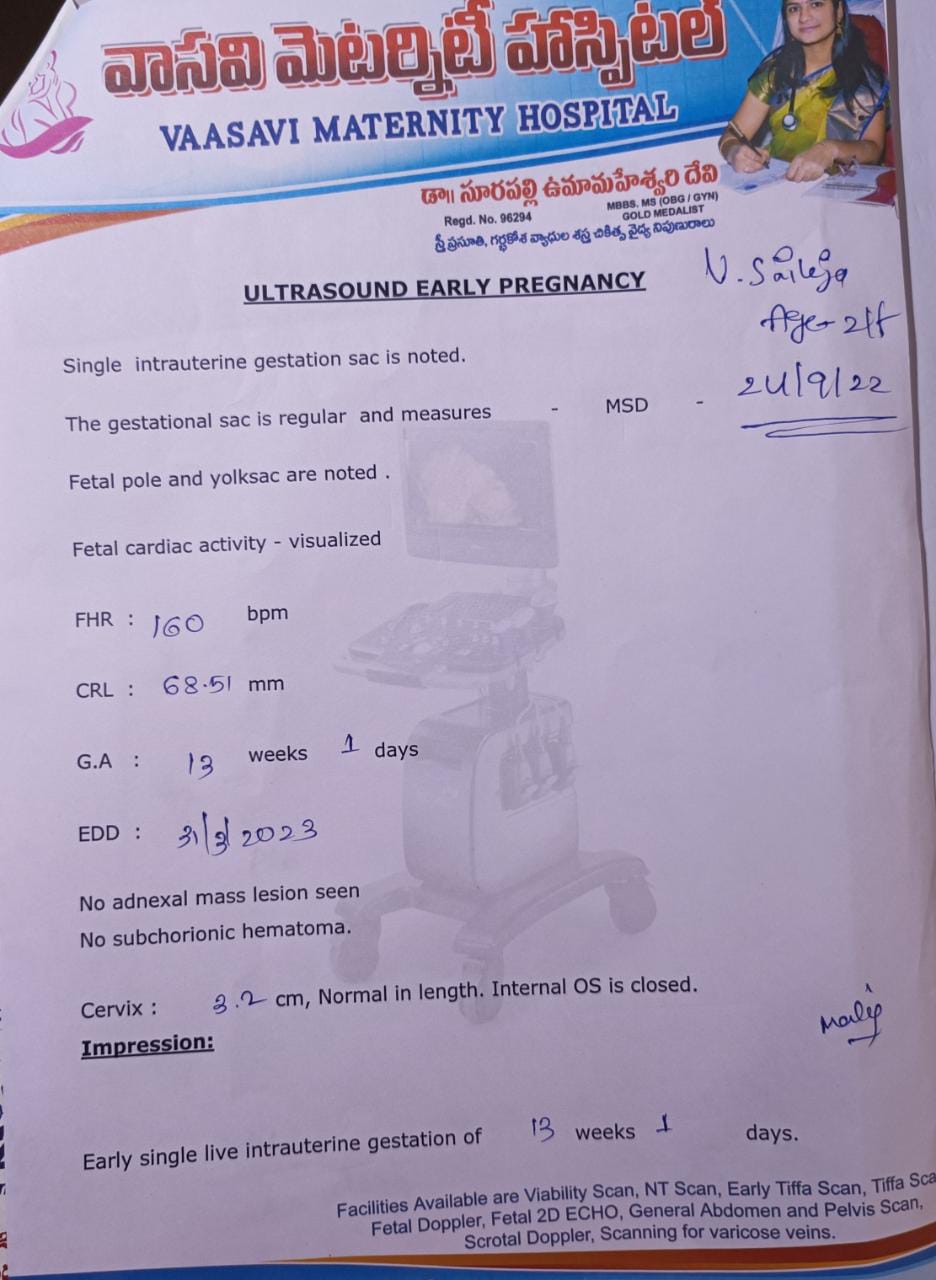 వాసవి మెటర్నిటీ హాస్పిటల్
VAASAVI MATERNITY HOSPITAL
డా|| సూరపల్లి ఉమామహేశ్వరి దేవి
Regd. No. 96294
MBBS. MS (OBG / GYN)
GOLD MEDALIST
స్త్రీ ప్రసూతి, గర్భకోశ వ్యాధుల శస్త్ర చికిత్స వైద్య నిపుణురాలు
ULTRASOUND EARLY PREGNANCY
N. Saileja
Age - 21f
24/9/22
Single intrauterine gestation sac is noted.
The gestational sac is regular and measures - MSD -
Fetal pole and yolksac are noted .
Fetal cardiac activity - visualized
FHR : 160 bpm
CRL : 68.51 mm
G.A : 13 weeks 1 days
EDD : 31/3/2023
No adnexal mass lesion seen
No subchorionic hematoma.
Cervix : 3.2 cm, Normal in length. Internal OS is closed.
Impression:
Early single live intrauterine gestation of 13 weeks 1 days.
Facilities Available are Viability Scan, NT Scan, Early Tiffa Scan, Tiffa Sca
Fetal Doppler, Fetal 2D ECHO, General Abdomen and Pelvis Scan,
Scrotal Doppler, Scanning for varicose veins.